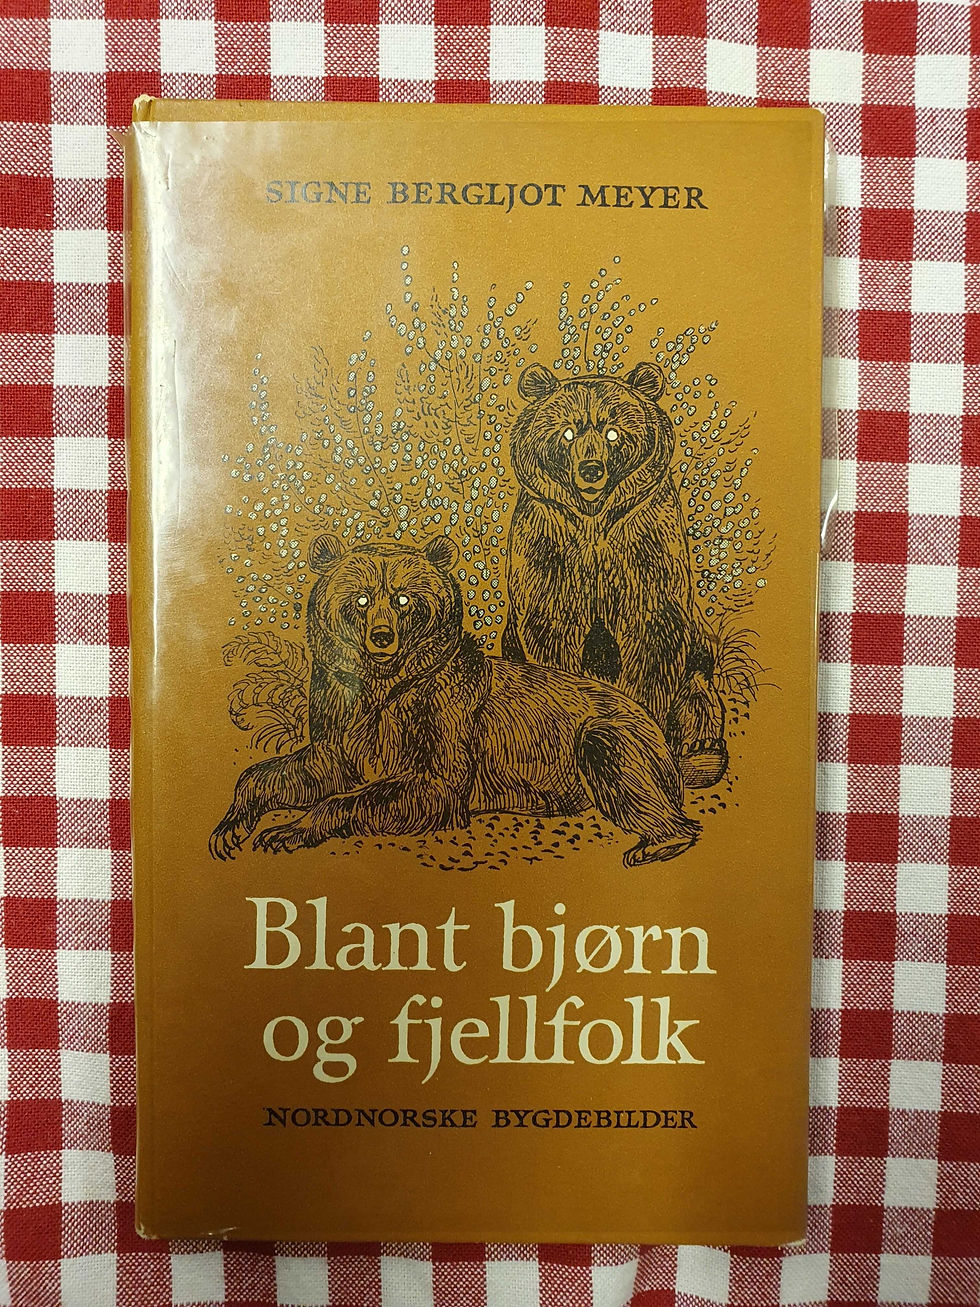 SIGNE BERGLJOT MEYER
Blant bjørn
og fjellfolk
NORDNORSKE BYGDEBILDER